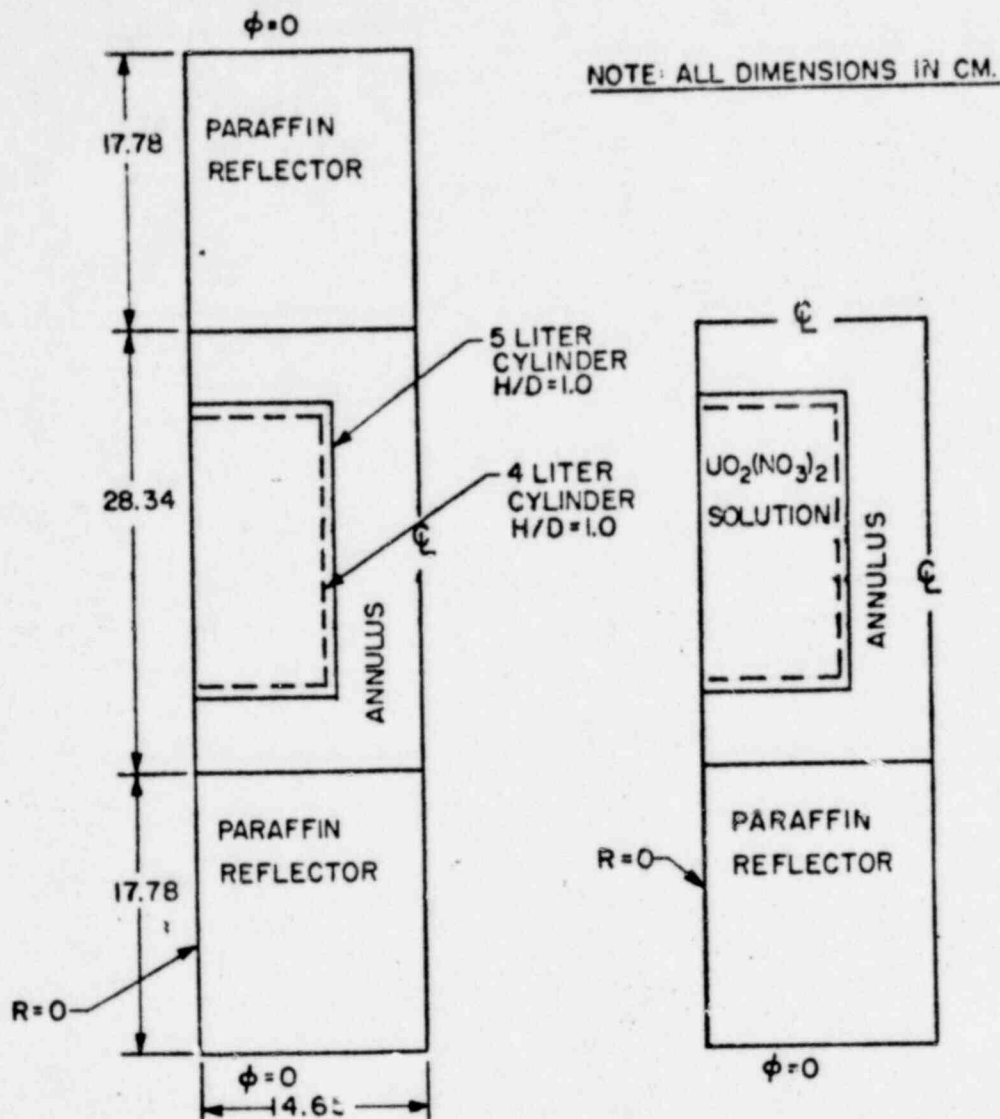 ϕ=0
NOTE: ALL DIMENSIONS IN CM.
17.78
PARAFFIN
REFLECTOR
28.34
5 LITER
CYLINDER
H/D=1.0
4 LITER
CYLINDER
H/D=1.0
℄
ANNULUS
17.78
PARAFFIN
REFLECTOR
R=0
ϕ=0
℄
UO₂(NO₃)₂
SOLUTION
ANNULUS
℄
PARAFFIN
REFLECTOR
R=0
ϕ=0